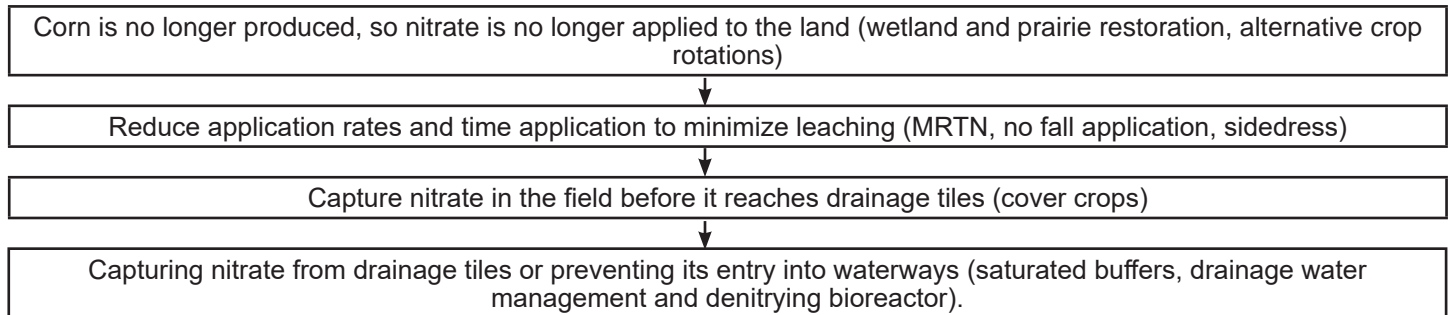 Corn is no longer produced, so nitrate is no longer applied to the land (wetland and prairie restoration, alternative crop
rotations)
Reduce application rates and time application to minimize leaching (MRTN, no fall application, sidedress)
Capture nitrate in the field before it reaches drainage tiles (cover crops)
Capturing nitrate from drainage tiles or preventing its entry into waterways (saturated buffers, drainage water
management and denitrying bioreactor).